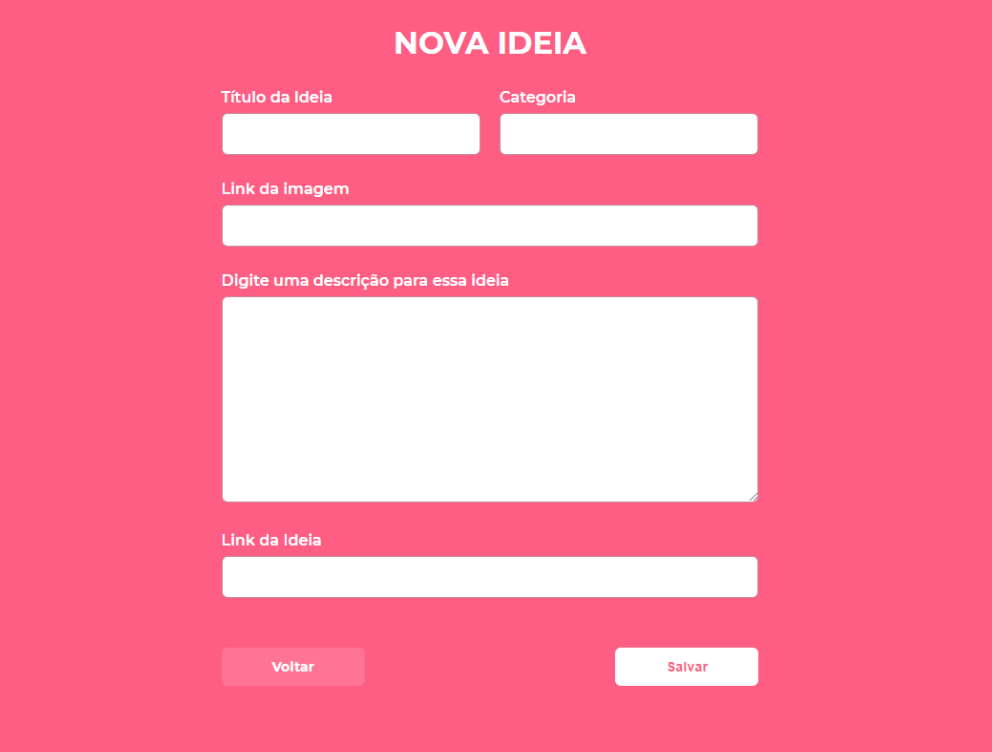 NOVA IDEIA
Título da Ideia
Categoria
Link da imagem
Digite uma descrição para essa ideia
Link da Ideia
Voltar
Salvar